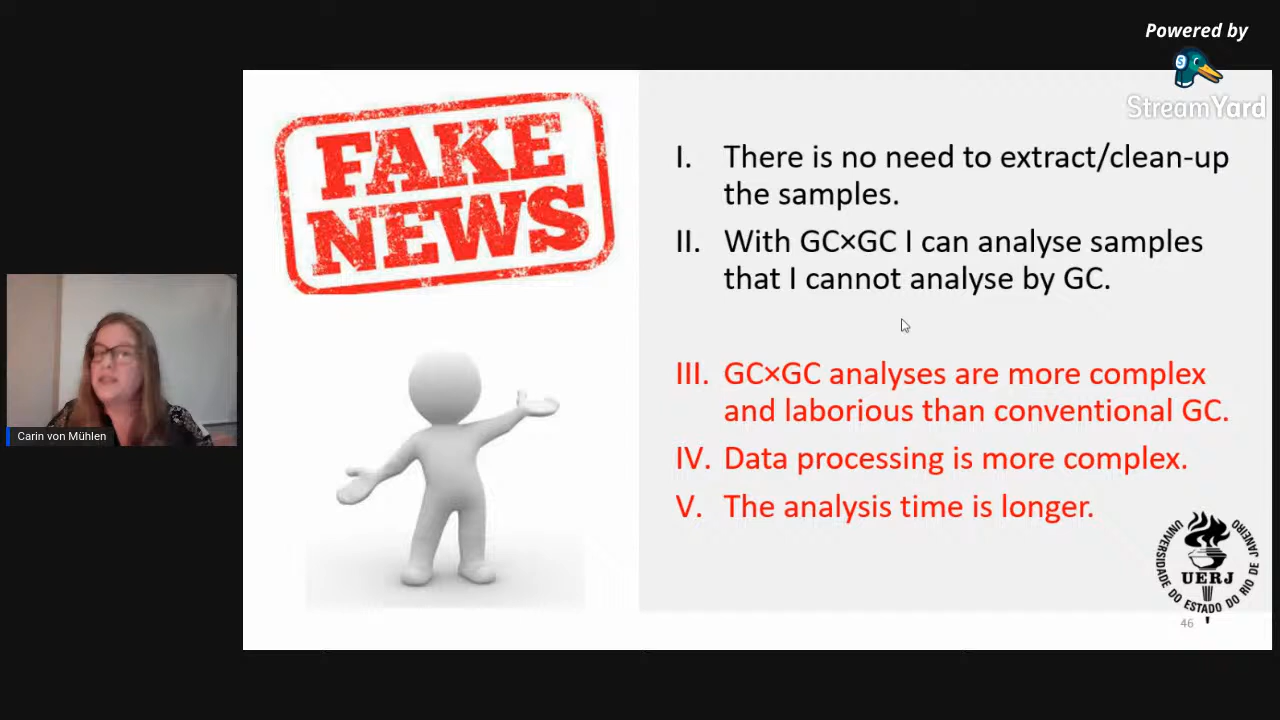 Powered by
StreamYard
FAKE
NEWS
I. There is no need to extract/clean-up
the samples.
II. With GC×GC I can analyse samples
that I cannot analyse by GC.
III. GC×GC analyses are more complex
and laborious than conventional GC.
IV. Data processing is more complex.
V. The analysis time is longer.
Carin von Mühlen
UNIVERSIDADE DO ESTADO DO RIO DE JANEIRO
UERJ
46